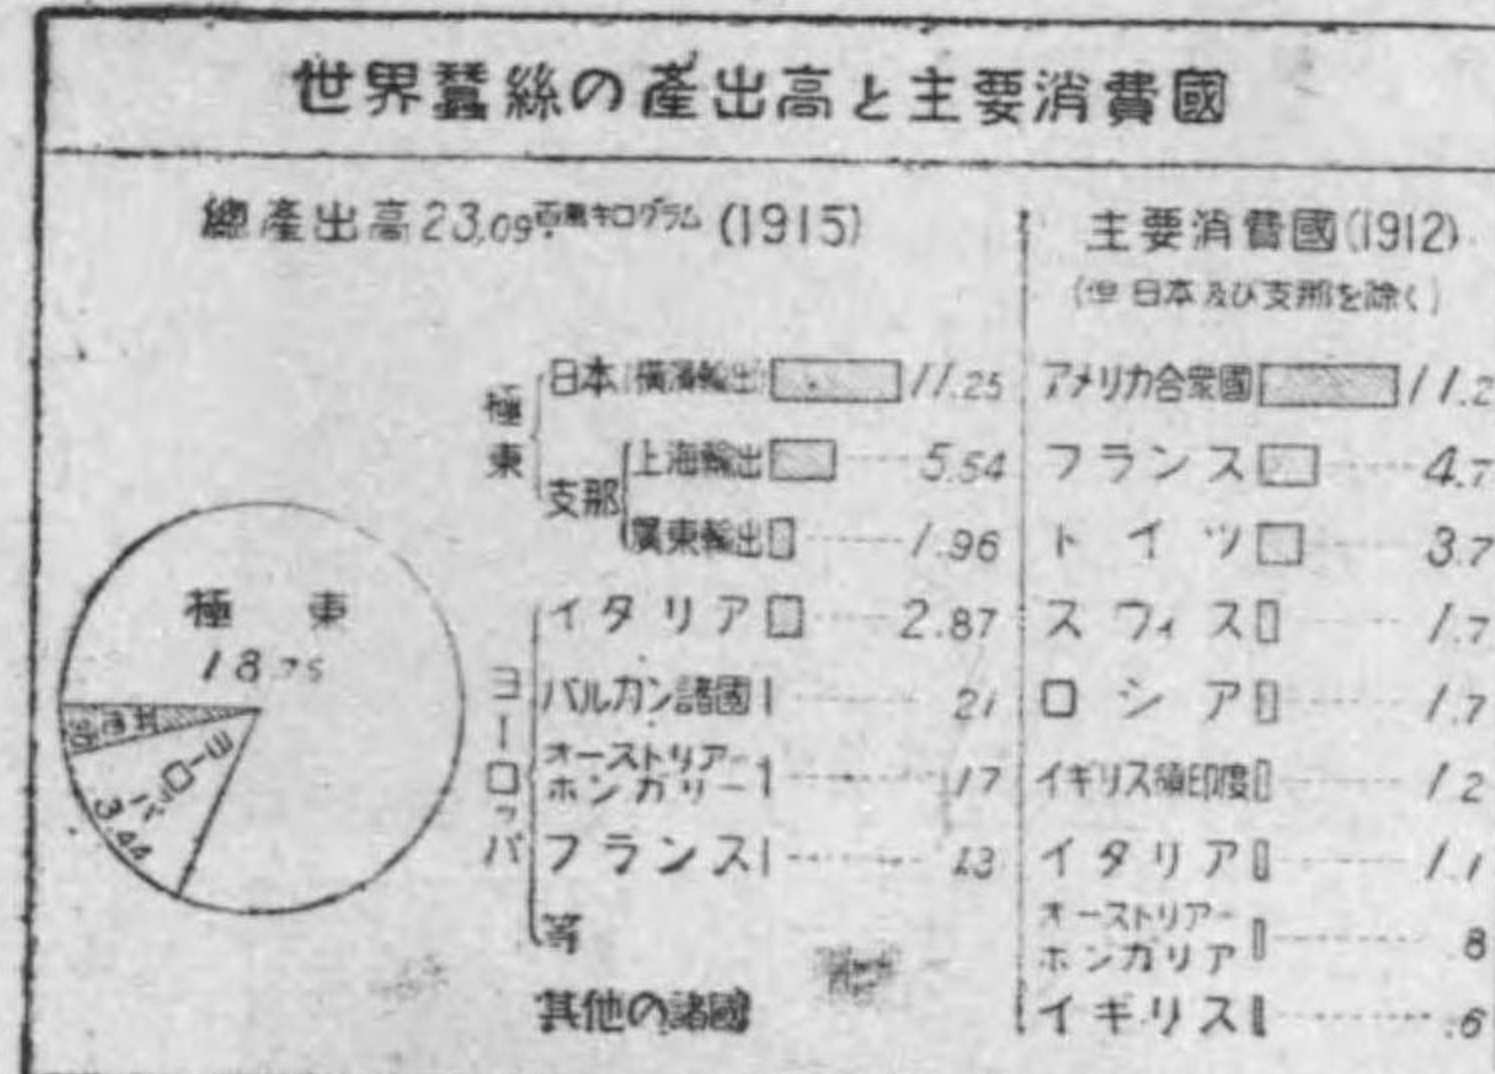 世界蠶絲の產出高と主要消費國
總產出高23,09百萬キログラム(1915)
極東
日本(橫濱輸出) 11.25
支那
上海輸出 5.54
廣東輸出 1.96
ヨーロッパ
イタリア 2.87
バルカン諸國 21
オーストリアー
ホンガリー 17
フランス
等
其他の諸國
極東
18.75
其他
ヨーロッパ
3.44
主要消費國(1912)
(但日本及び支那を除く)
アメリカ合衆國 11.2
フランス 4.7
トイツ 3.7
スウィス 1.7
ロシア 1.7
イギリス領印度 1.2
イタリア 1.1
オーストリアー
ホンガリア 8
イギリス .6